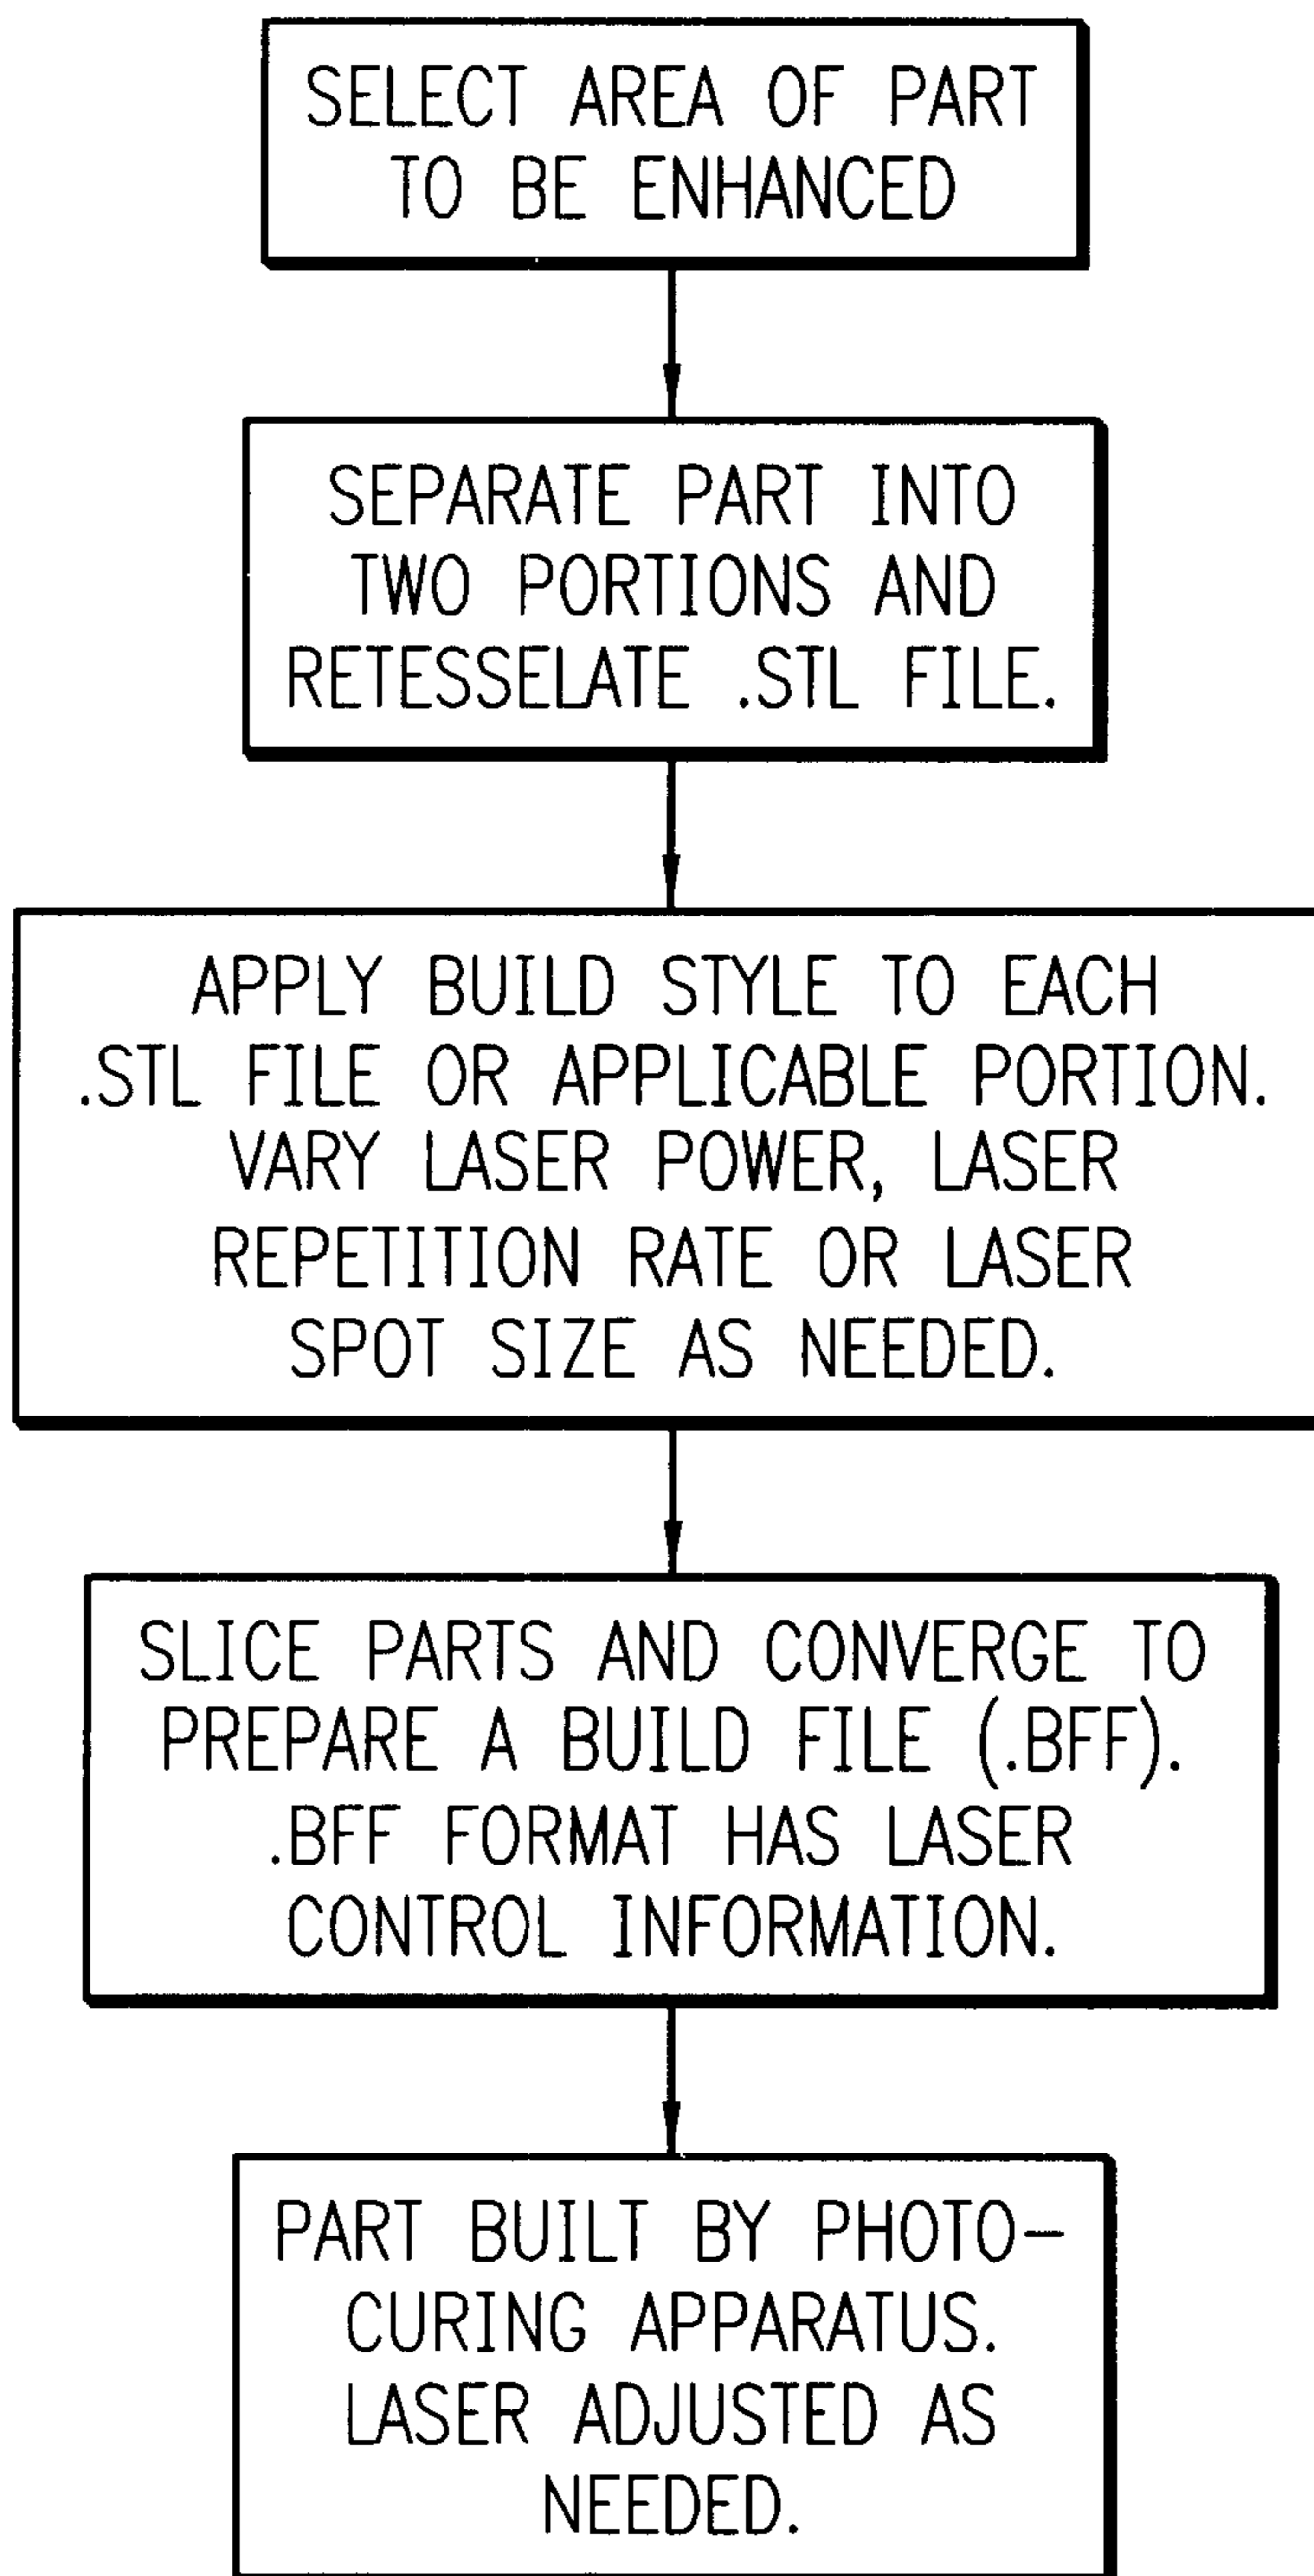 SELECT AREA OF PART
TO BE ENHANCED
SEPARATE PART INTO
TWO PORTIONS AND
RETESSELATE .STL FILE.
APPLY BUILD STYLE TO EACH
.STL FILE OR APPLICABLE PORTION.
VARY LASER POWER, LASER
REPETITION RATE OR LASER
SPOT SIZE AS NEEDED.
SLICE PARTS AND CONVERGE TO
PREPARE A BUILD FILE (.BFF).
.BFF FORMAT HAS LASER
CONTROL INFORMATION.
PART BUILT BY PHOTO-
CURING APPARATUS.
LASER ADJUSTED AS
NEEDED.